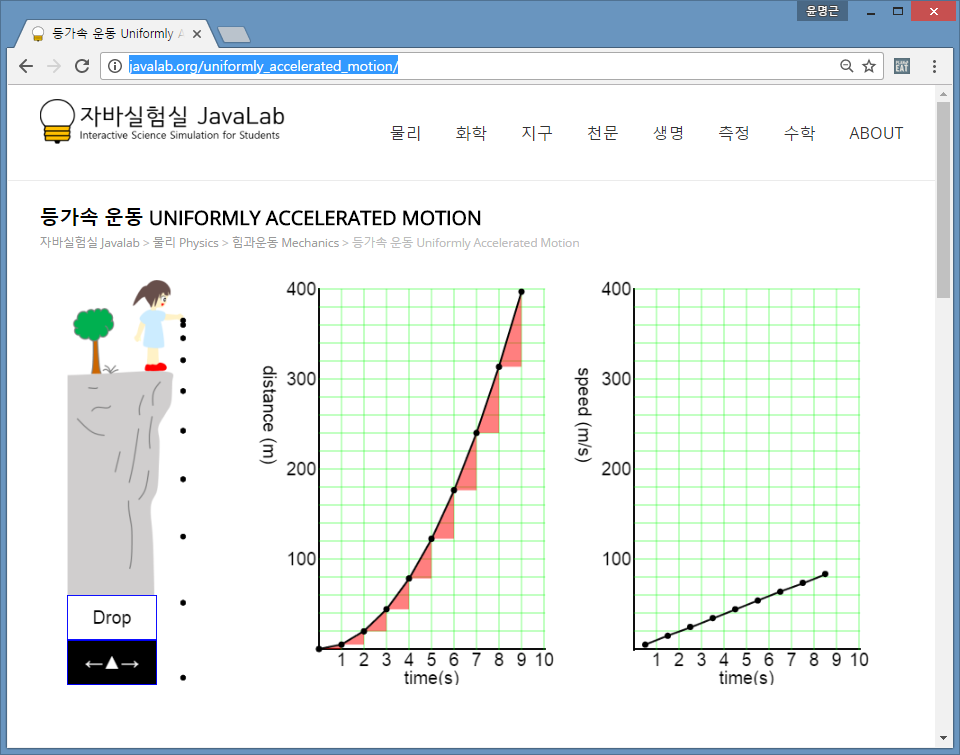 윤명근
등가속 운동 Uniformly A
javalab.org/uniformly_accelerated_motion/
자바실험실 JavaLab
Interactive Science Simulation for Students
물리 화학 지구 천문 생명 측정 수학 ABOUT
등가속 운동 UNIFORMLY ACCELERATED MOTION
자바실험실 Javalab > 물리 Physics > 힘과운동 Mechanics > 등가속 운동 Uniformly Accelerated Motion
Drop
←▲→
400
300
200
100
distance (m)
1 2 3 4 5 6 7 8 9 10
time(s)
400
300
200
100
speed (m/s)
1 2 3 4 5 6 7 8 9 10
time(s)